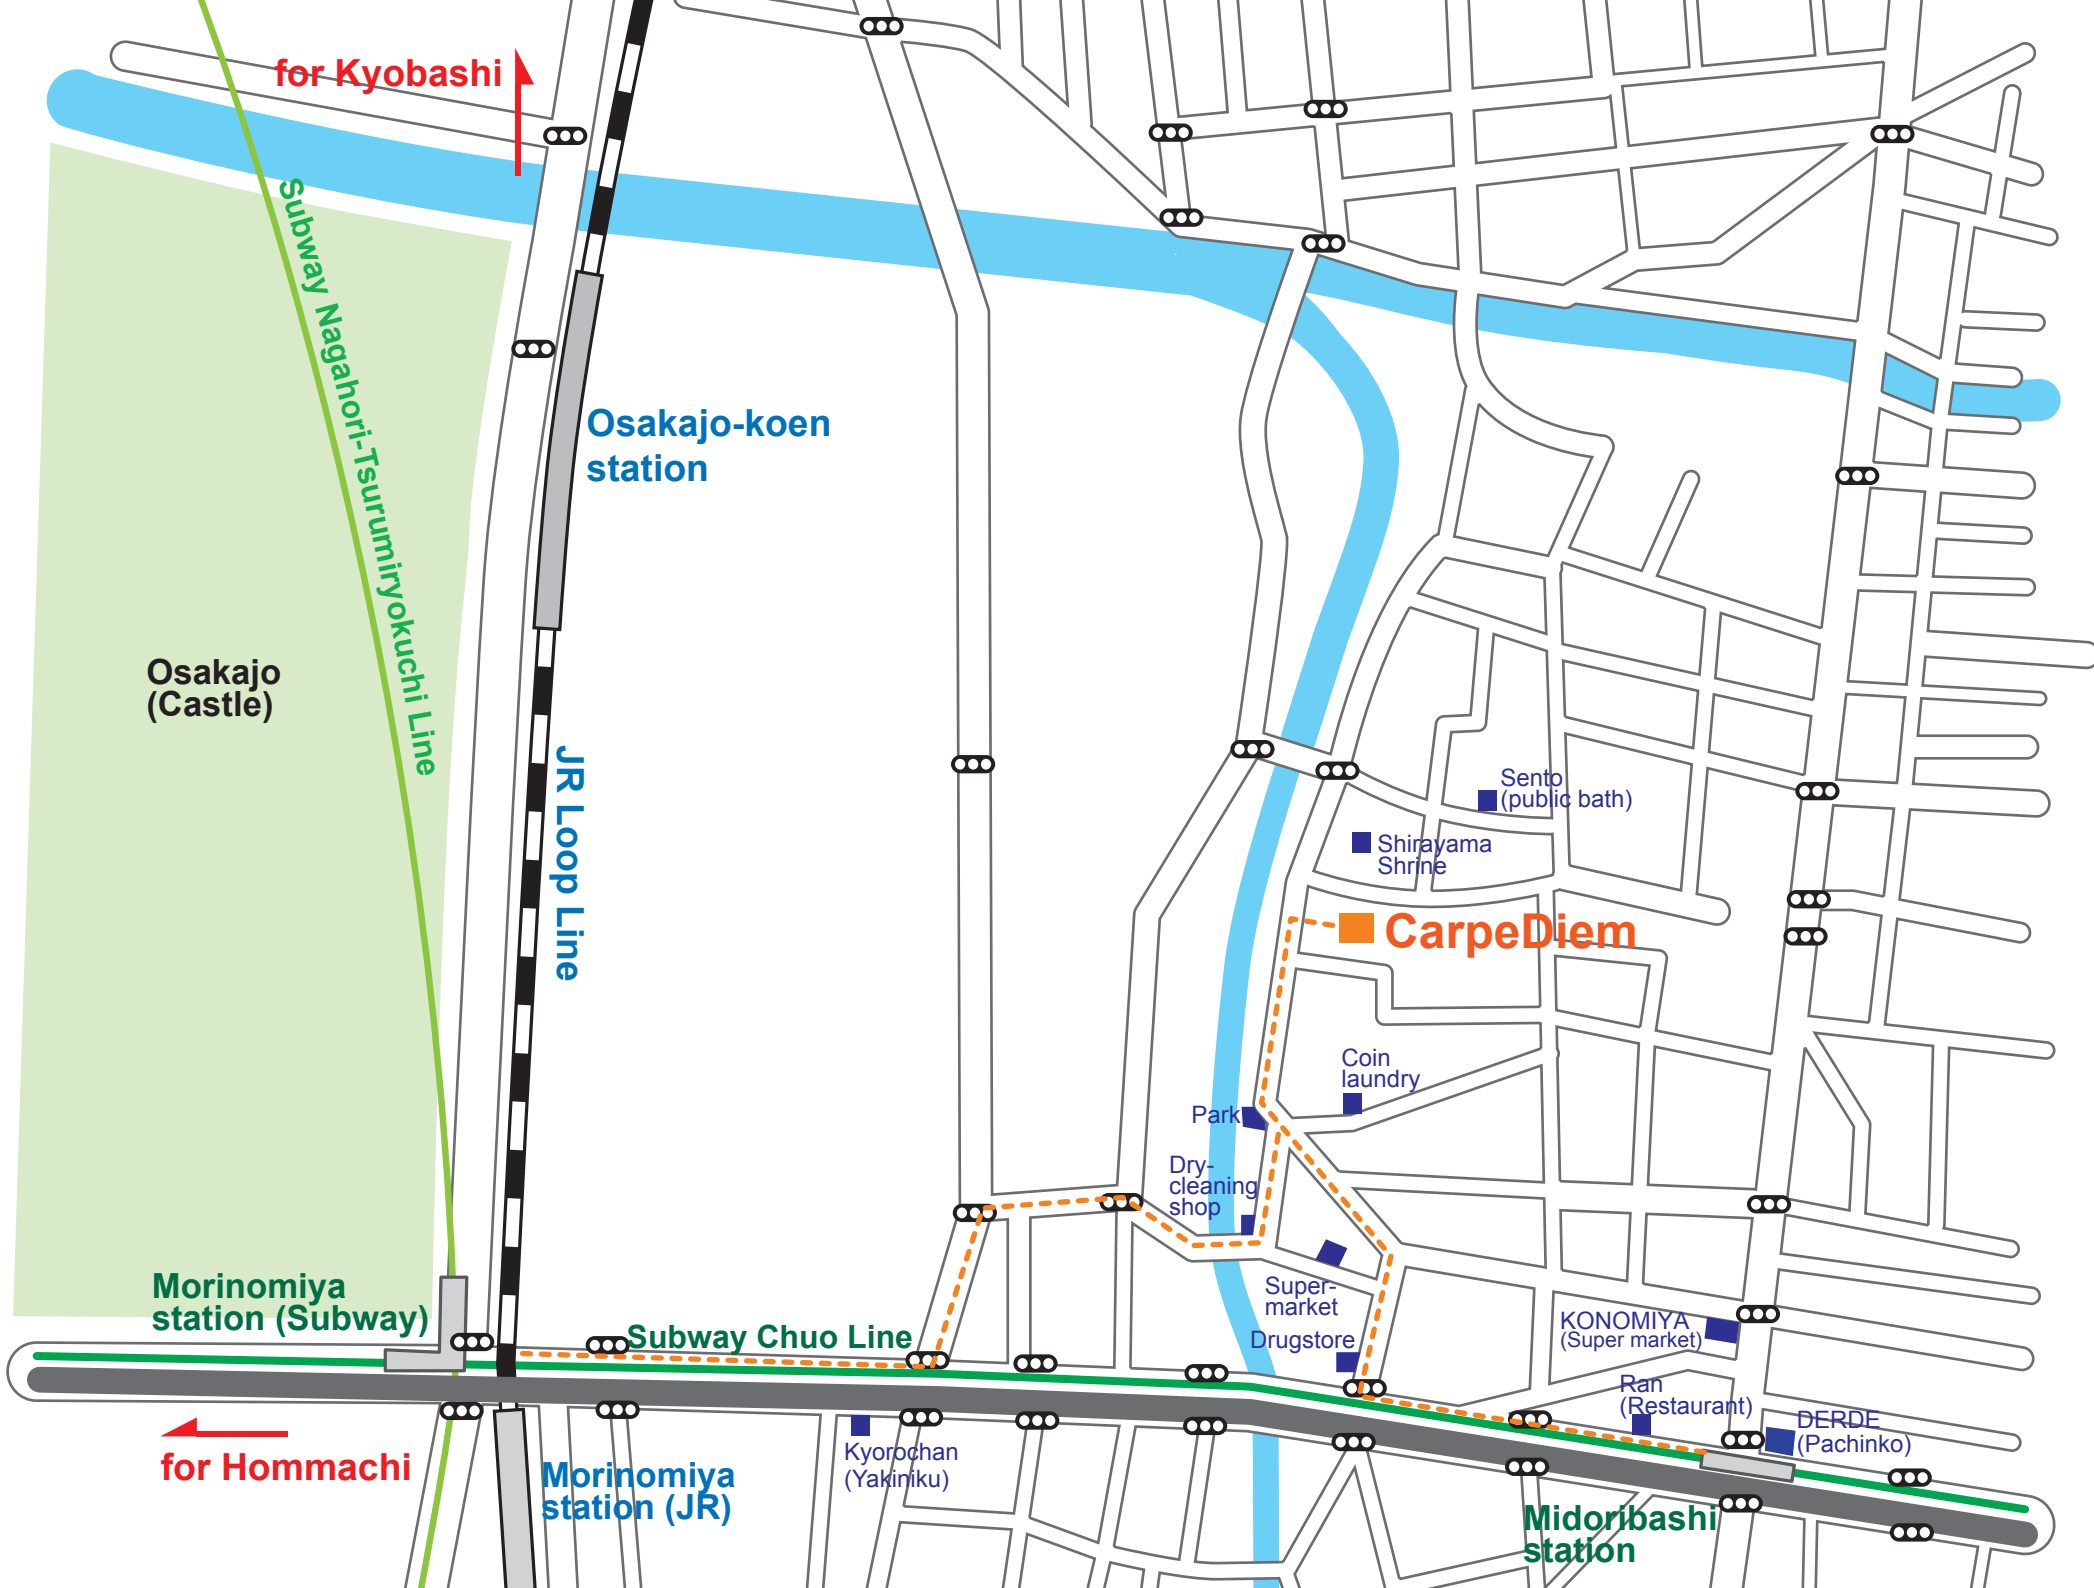 for Kyobashi
Subway Nagahori-Tsurumiryokuchi Line
Osakajo-koen
station
Osakajo
(Castle)
JR Loop Line
Sento
(public bath)
Shirayama
Shrine
CarpeDiem
Coin
laundry
Park
Dry-
cleaning
shop
Super-
market
Drugstore
Morinomiya
station (Subway)
Subway Chuo Line
KONOMIYA
(Super market)
Ran
(Restaurant)
DERDE
(Pachinko)
for Hommachi
Kyorochan
(Yakiniku)
Morinomiya
station (JR)
Midoribashi
station